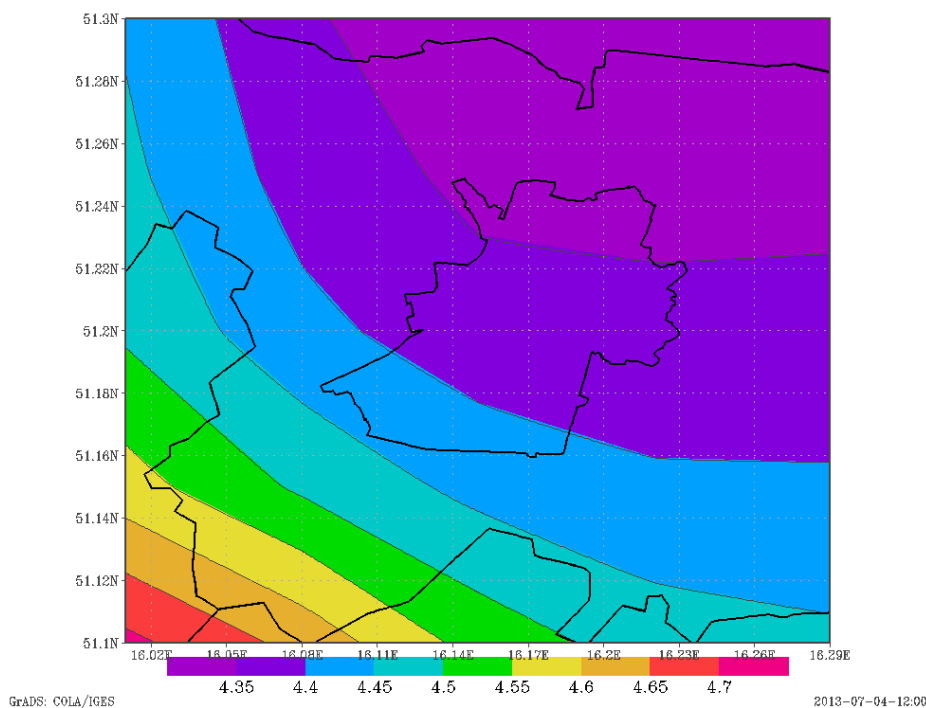 51.3N
51.28N
51.26N
51.24N
51.22N
51.2N
51.18N
51.16N
51.14N
51.12N
51.1N
16.02E 16.05E 16.08E 16.11E 16.14E 16.17E 16.2E 16.23E 16.26E 16.29E
4.35 4.4 4.45 4.5 4.55 4.6 4.65 4.7
GrADS: COLA/IGES 2013-07-04-12:00